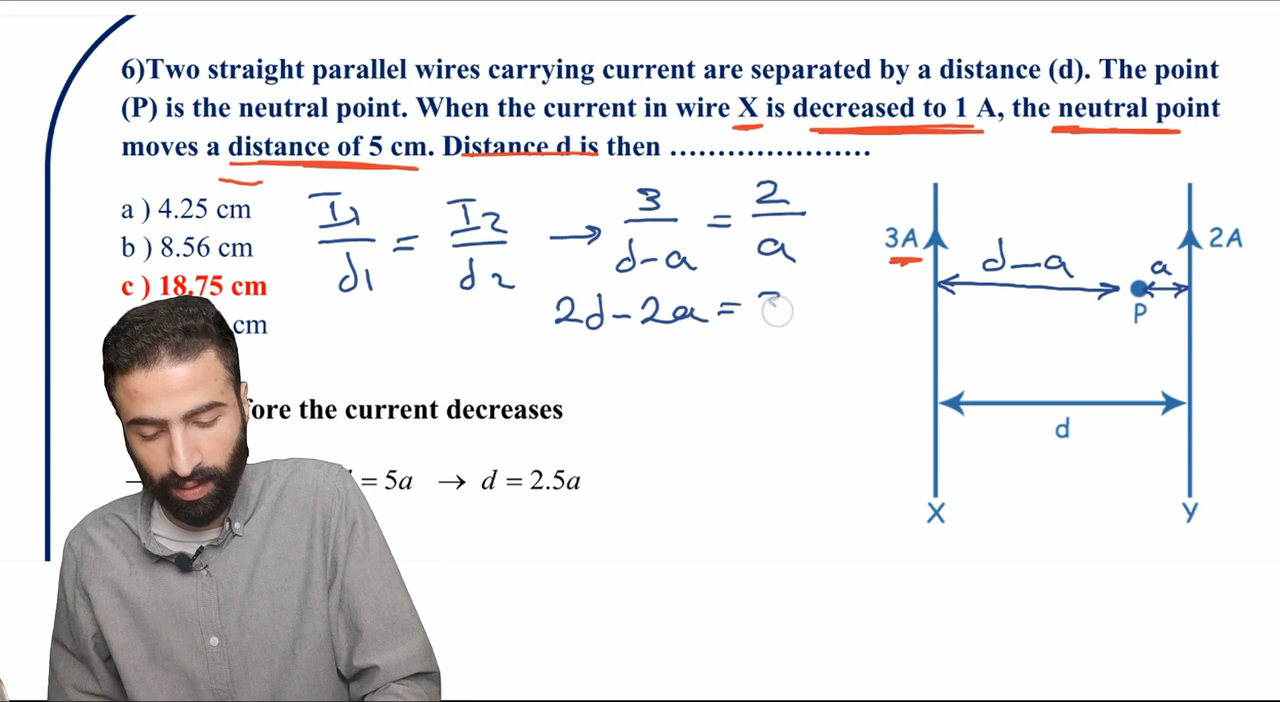 6)Two straight parallel wires carrying current are separated by a distance (d). The point
(P) is the neutral point. When the current in wire X is decreased to 1 A, the neutral point
moves a distance of 5 cm. Distance d is then …………………
a ) 4.25 cm
b ) 8.56 cm
c ) 18.75 cm
cm
I1/d1 = I2/d2 → 3/d-a = 2/a
2d-2a =
fore the current decreases
= 5a → d = 2.5a
3A
2A
d-a
a
P
d
X
Y